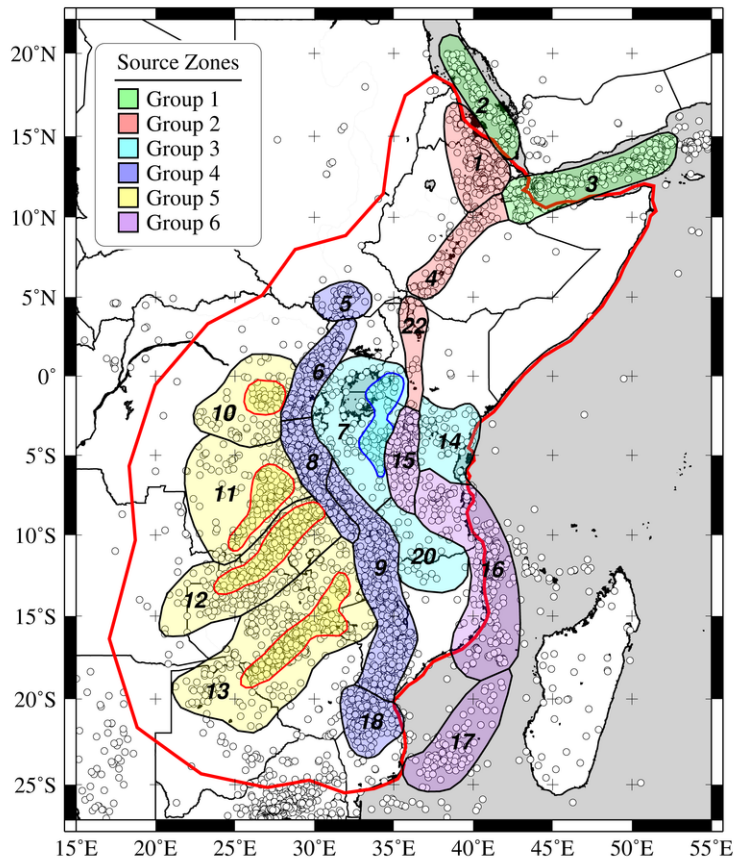 20°N
15°N
10°N
5°N
0°
5°S
10°S
15°S
20°S
25°S
Source Zones
Group 1
Group 2
Group 3
Group 4
Group 5
Group 6
2
1
3
4
5
22
6
10
7
14
15
8
11
9
20
16
12
13
18
17
15°E
20°E
25°E
30°E
35°E
40°E
45°E
50°E
55°E